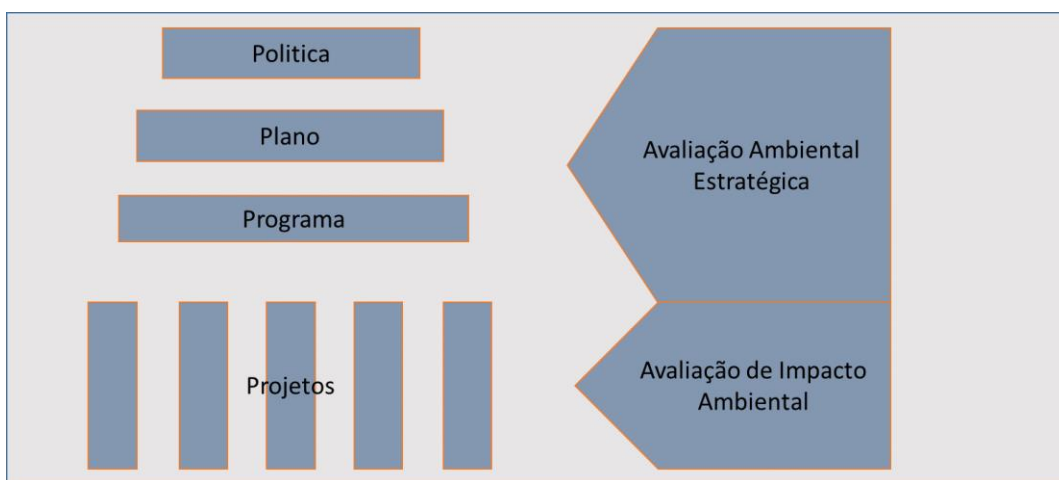 Politica
Plano
Programa
Projetos
Avaliação Ambiental
Estratégica
Avaliação de Impacto
Ambiental